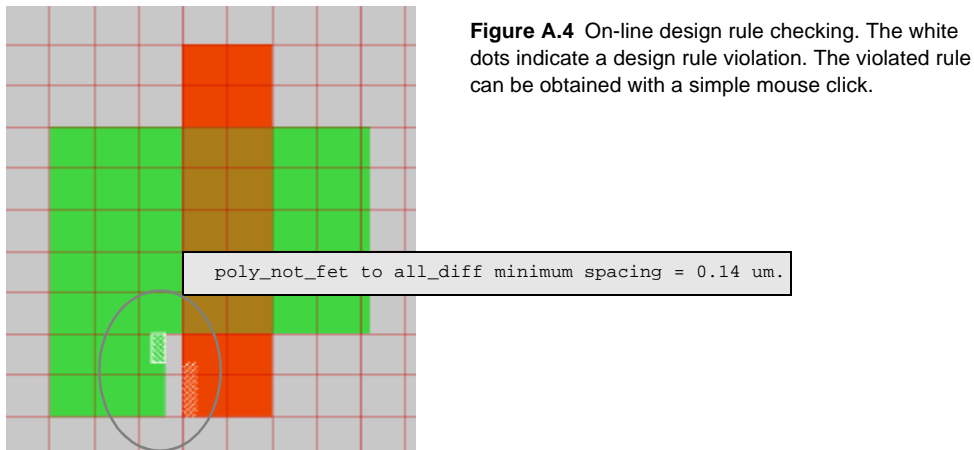 Figure A.4 On-line design rule checking. The white
dots indicate a design rule violation. The violated rule
can be obtained with a simple mouse click.
poly_not_fet to all_diff minimum spacing = 0.14 um.